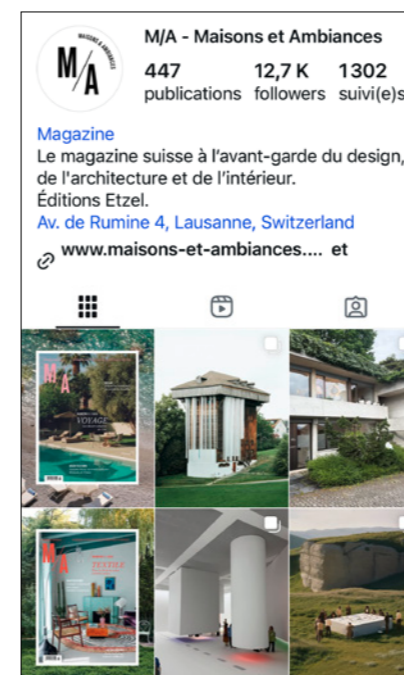 MAISONS & AMBIANCES
M/A
M/A - Maisons et Ambiances
447 12,7 K 1302
publications followers suivi(e)s
Magazine
Le magazine suisse à l’avant-garde du design,
de l'architecture et de l’intérieur.
Éditions Etzel.
Av. de Rumine 4, Lausanne, Switzerland
www.maisons-et-ambiances.... et
M A
VOYAGE
M A
TEXTILE